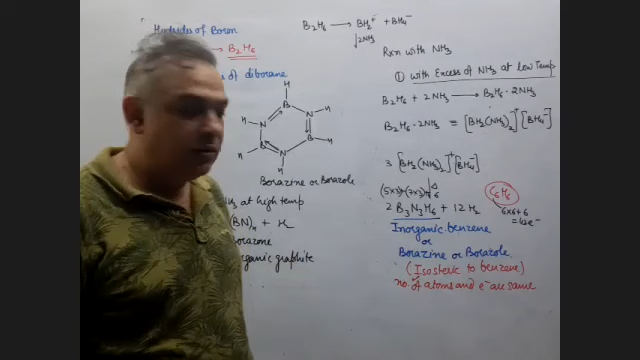 Hydrides of Boron
→ B2H6
of diborane
B2H6 → BH2+ + BH4-
↓2NH3
Rxn with NH3
① with Excess of NH3 at low Temp
B2H6 + 2NH3 → B2H6·2NH3
B2H6·2NH3 = [BH2(NH3)2]+ [BH4-]
3 [BH2(NH3)2]+ [BH4-]
2 B3N3H6 + 12 H2
Inorganic benzene
or
Borazine or Borazole
(Isosteric to benzene)
no. of atoms and e- are same
C6H6
6x6+6
=42e-
H
B
H
N
N
H
H
B
B
H
N
H
Borazine or Borazole
at high temp
(BN)n + H2
graphite